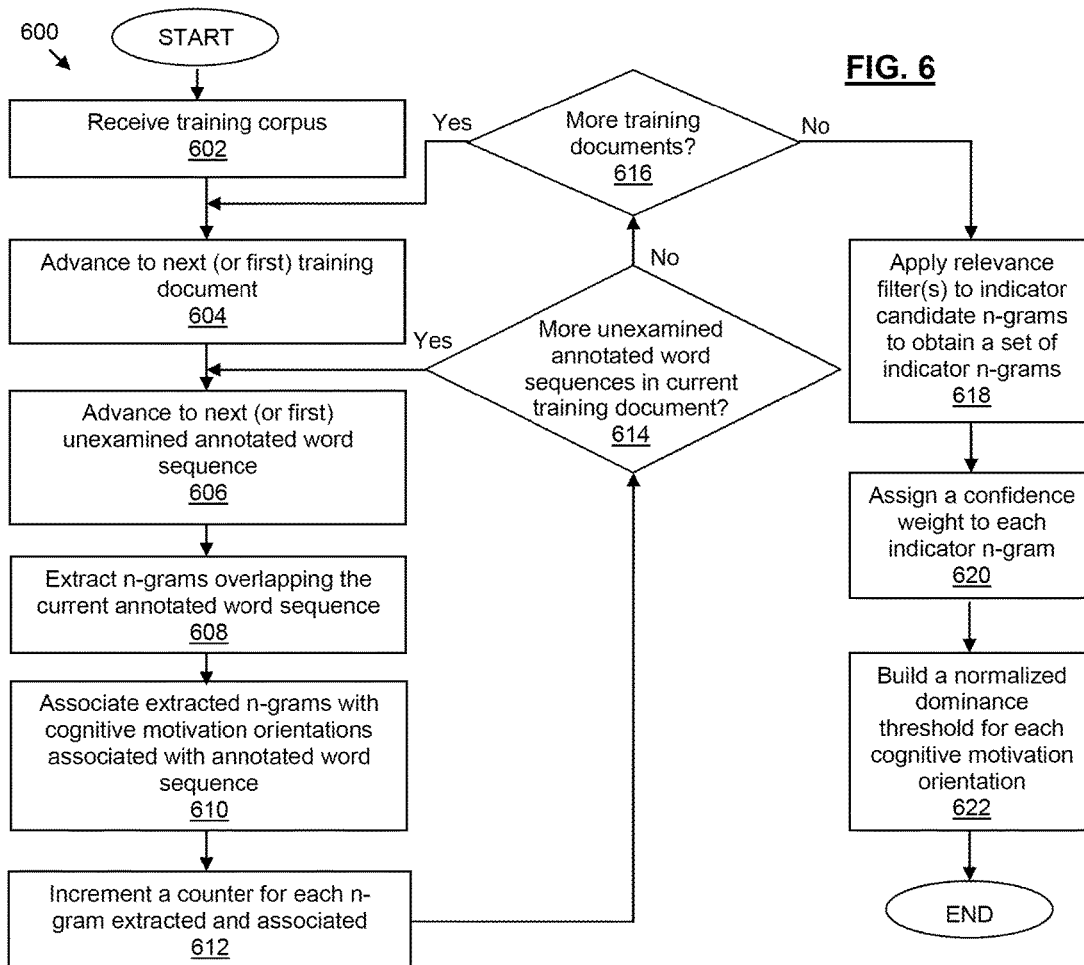 600
START
FIG. 6
Receive training corpus
602
Yes
More training
documents?
616
No
Advance to next (or first) training
document
604
Yes
No
More unexamined
annotated word
sequences in current
training document?
614
Apply relevance
filter(s) to indicator
candidate n-grams
to obtain a set of
indicator n-grams
618
Advance to next (or first)
unexamined annotated word
sequence
606
Assign a confidence
weight to each
indicator n-gram
620
Extract n-grams overlapping the
current annotated word sequence
608
Associate extracted n-grams with
cognitive motivation orientations
associated with annotated word
sequence
610
Build a normalized
dominance
threshold for each
cognitive motivation
orientation
622
Increment a counter for each n-
gram extracted and associated
612
END